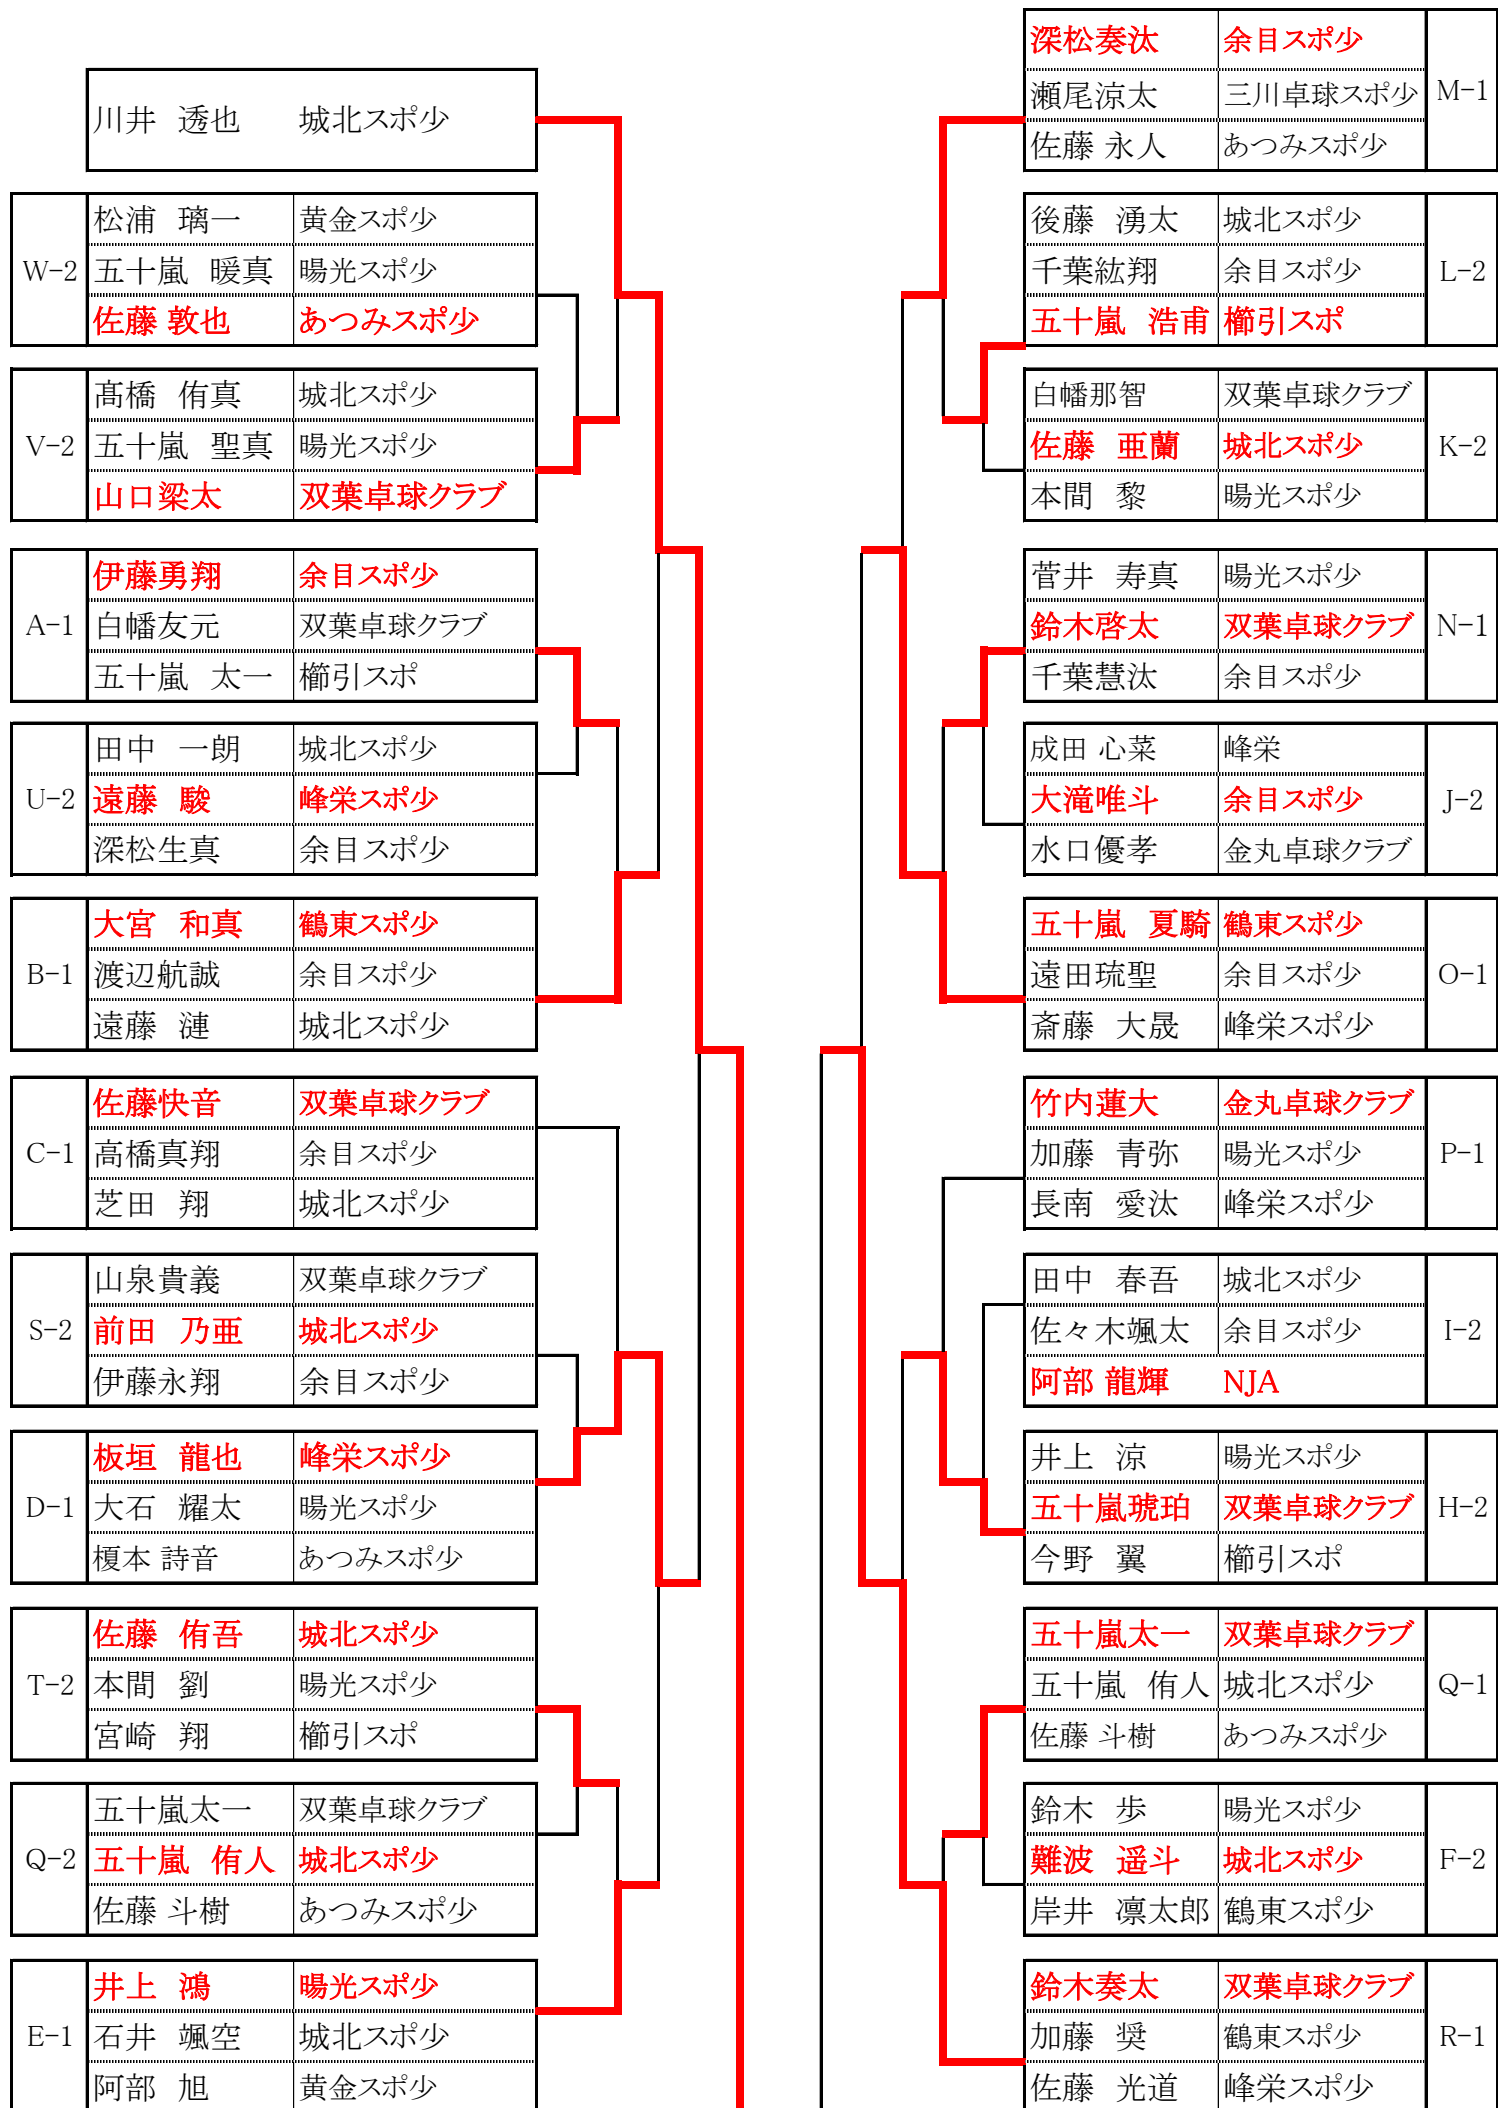 川井 透也 城北スポ少
W-2
松浦 璃一 黄金スポ少
五十嵐 暖真 暘光スポ少
佐藤 敦也 あつみスポ少
V-2
髙橋 侑真 城北スポ少
五十嵐 聖真 暘光スポ少
山口梁太 双葉卓球クラブ
A-1
伊藤勇翔 余目スポ少
白幡友元 双葉卓球クラブ
五十嵐 太一 櫛引スポ
U-2
田中 一朗 城北スポ少
遠藤 駿 峰栄スポ少
深松生真 余目スポ少
B-1
大宮 和真 鶴東スポ少
渡辺航誠 余目スポ少
遠藤 漣 城北スポ少
C-1
佐藤快音 双葉卓球クラブ
高橋真翔 余目スポ少
芝田 翔 城北スポ少
S-2
山泉貴義 双葉卓球クラブ
前田 乃亜 城北スポ少
伊藤永翔 余目スポ少
D-1
板垣 龍也 峰栄スポ少
大石 耀太 暘光スポ少
榎本 詩音 あつみスポ少
T-2
佐藤 侑吾 城北スポ少
本間 劉 暘光スポ少
宮崎 翔 櫛引スポ
Q-2
五十嵐太一 双葉卓球クラブ
五十嵐 侑人 城北スポ少
佐藤 斗樹 あつみスポ少
E-1
井上 鴻 暘光スポ少
石井 颯空 城北スポ少
阿部 旭 黄金スポ少
深松奏汰 余目スポ少
瀬尾涼太 三川卓球スポ少
佐藤 永人 あつみスポ少
M-1
後藤 湧太 城北スポ少
千葉紘翔 余目スポ少
五十嵐 浩甫 櫛引スポ
L-2
白幡那智 双葉卓球クラブ
佐藤 亜蘭 城北スポ少
本間 黎 暘光スポ少
K-2
菅井 寿真 暘光スポ少
鈴木啓太 双葉卓球クラブ
千葉慧汰 余目スポ少
N-1
成田 心菜 峰栄
大滝唯斗 余目スポ少
水口優孝 金丸卓球クラブ
J-2
五十嵐 夏騎 鶴東スポ少
遠田琉聖 余目スポ少
斎藤 大晟 峰栄スポ少
O-1
竹内蓮大 金丸卓球クラブ
加藤 青弥 暘光スポ少
長南 愛汰 峰栄スポ少
P-1
田中 春吾 城北スポ少
佐々木颯太 余目スポ少
阿部 龍輝 NJA
I-2
井上 涼 暘光スポ少
五十嵐琥珀 双葉卓球クラブ
今野 翼 櫛引スポ
H-2
五十嵐太一 双葉卓球クラブ
五十嵐 侑人 城北スポ少
佐藤 斗樹 あつみスポ少
Q-1
鈴木 歩 暘光スポ少
難波 遥斗 城北スポ少
岸井 凛太郎 鶴東スポ少
F-2
鈴木奏太 双葉卓球クラブ
加藤 奨 鶴東スポ少
佐藤 光道 峰栄スポ少
R-1